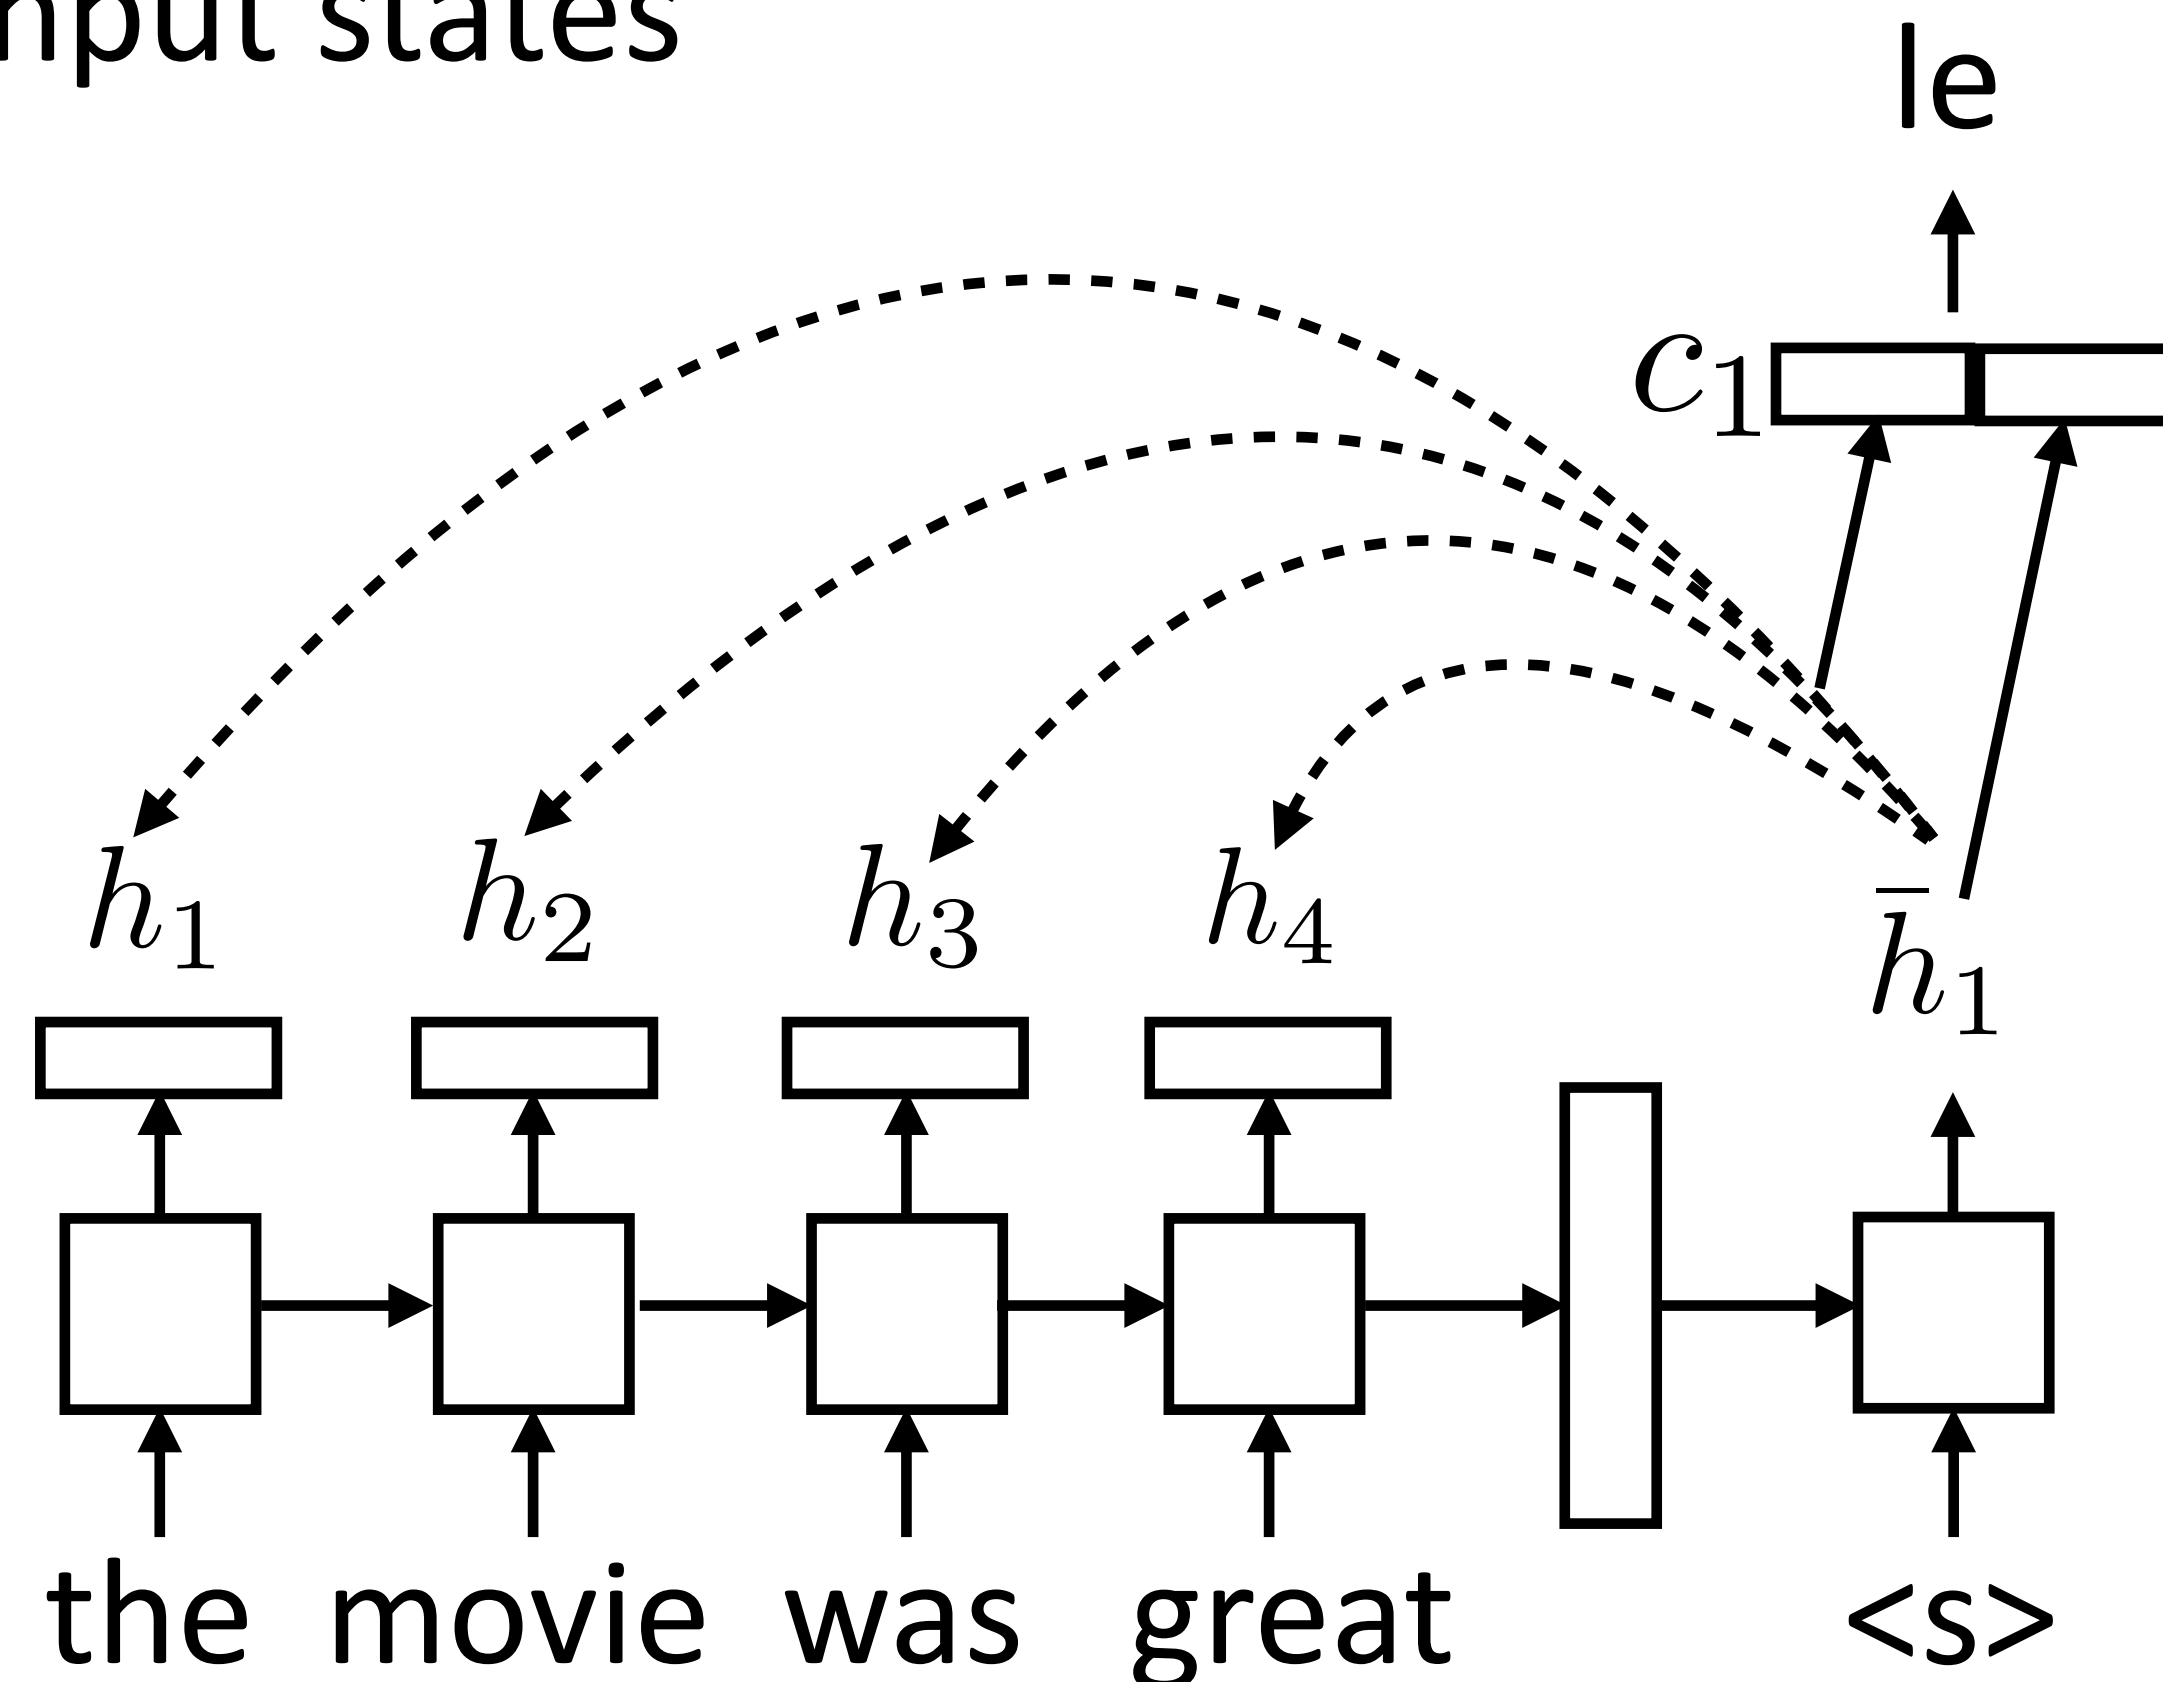 nput states
le
c₁
h₁ h₂ h₃ h₄
h̄₁
the movie was great <s>